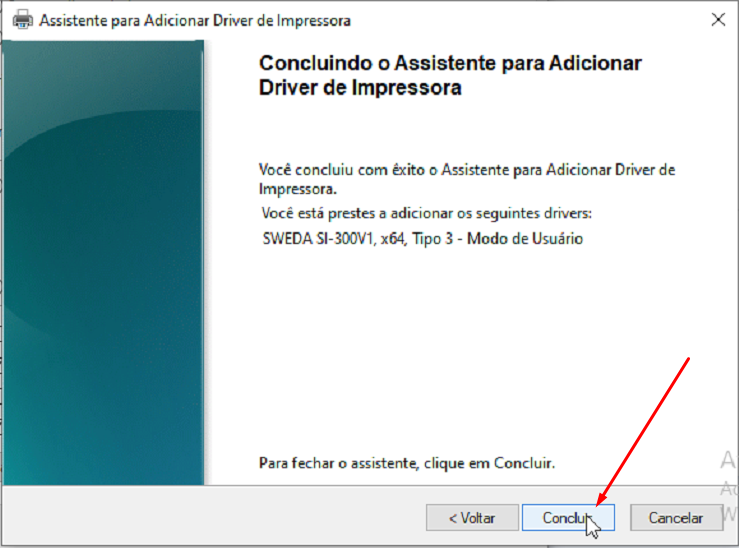 Assistente para Adicionar Driver de Impressora
Concluindo o Assistente para Adicionar
Driver de Impressora
Você concluiu com êxito o Assistente para Adicionar Driver de
Impressora.
Você está prestes a adicionar os seguintes drivers:
SWEDA SI-300V1, x64, Tipo 3 - Modo de Usuário
Para fechar o assistente, clique em Concluir.
< Voltar
Concluir
Cancelar